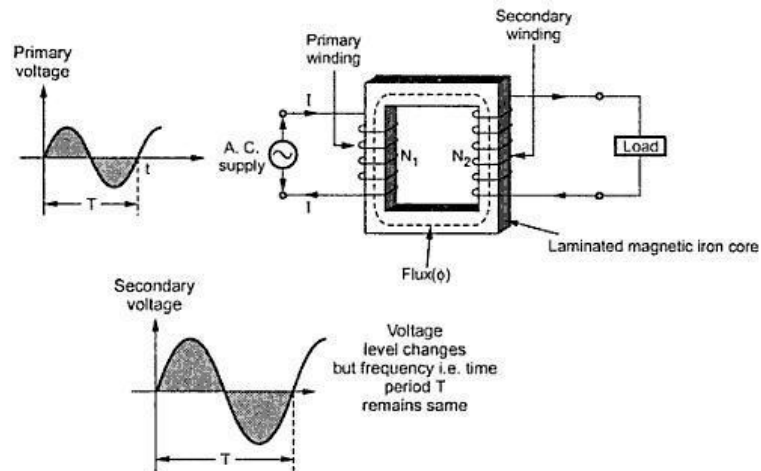 Primary
voltage
t
T
Primary
winding
Secondary
winding
I
A. C.
supply
I
N1
N2
Load
Laminated magnetic iron core
Flux(ϕ)
Secondary
voltage
T
Voltage
level changes
but frequency i.e. time
period T
remains same